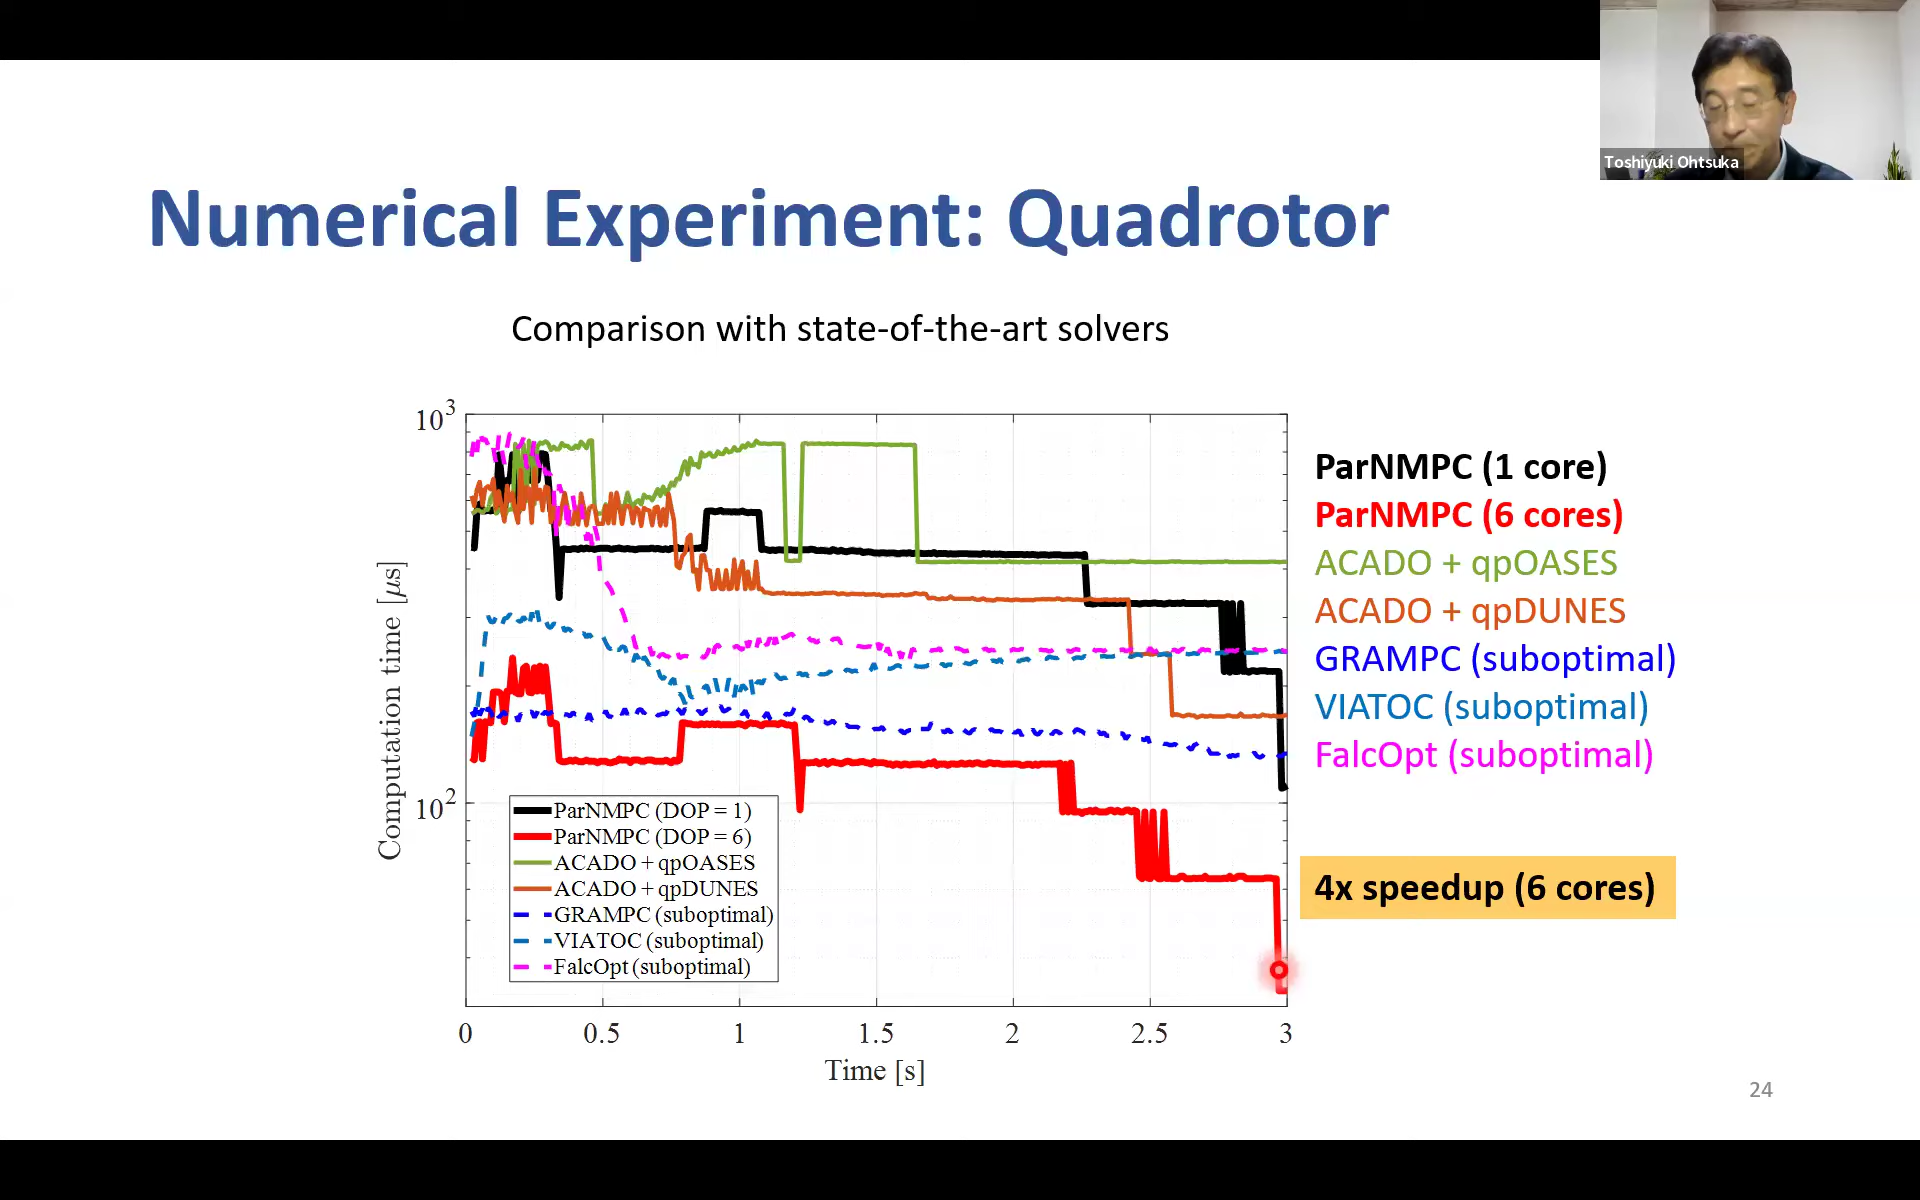 Toshiyuki Ohtsuka
Numerical Experiment: Quadrotor
Comparison with state-of-the-art solvers
10³
10²
Computation time [μs]
ParNMPC (DOP = 1)
ParNMPC (DOP = 6)
ACADO + qpOASES
ACADO + qpDUNES
GRAMPC (suboptimal)
VIATOC (suboptimal)
FalcOpt (suboptimal)
0 0.5 1 1.5 2 2.5 3
Time [s]
ParNMPC (1 core)
ParNMPC (6 cores)
ACADO + qpOASES
ACADO + qpDUNES
GRAMPC (suboptimal)
VIATOC (suboptimal)
FalcOpt (suboptimal)
4x speedup (6 cores)
24